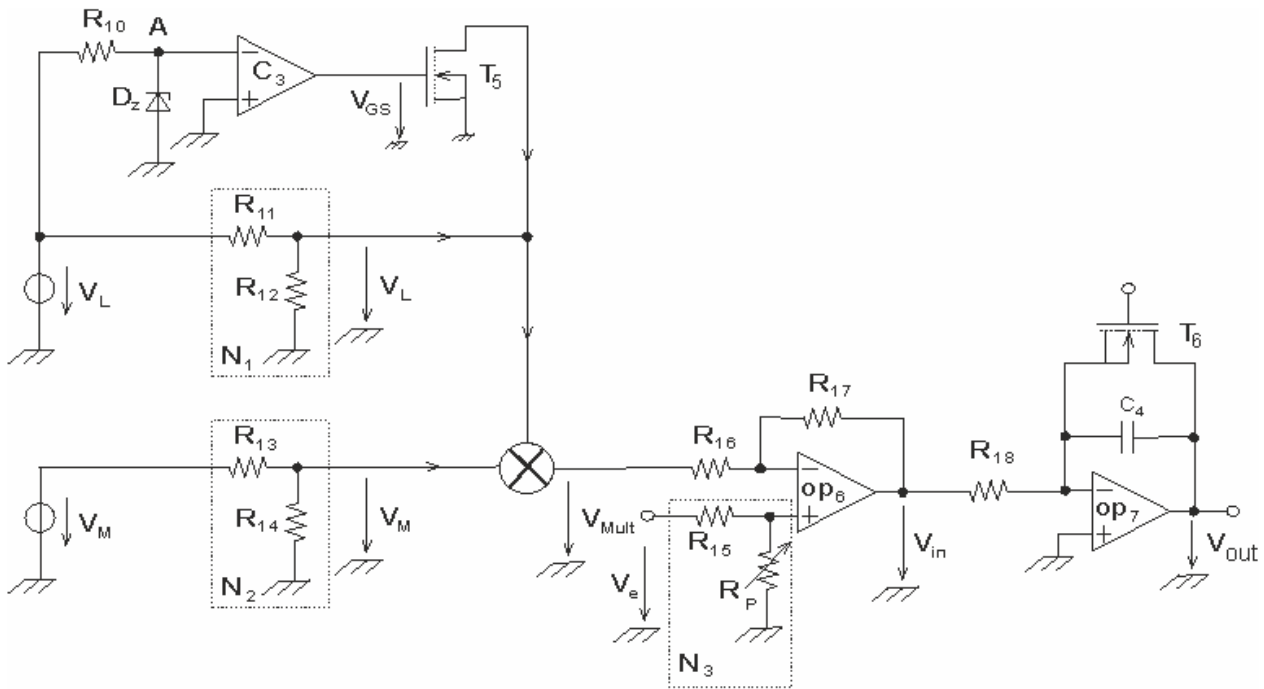 R10
A
C3
T5
Dz
VGS
R11
VL
R12
VL
N1
T6
R17
C4
R13
R16
R18
op6
op7
R14
VM
VM
VMult
R15
Vin
Vout
Ve
RP
N2
N3